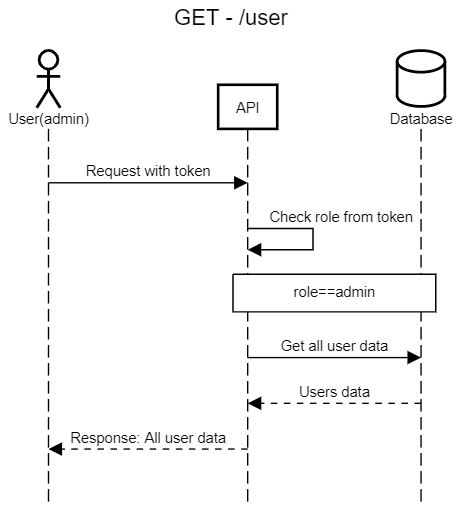 GET - /user
User(admin)
API
Database
Request with token
Check role from token
role==admin
Get all user data
Users data
Response: All user data